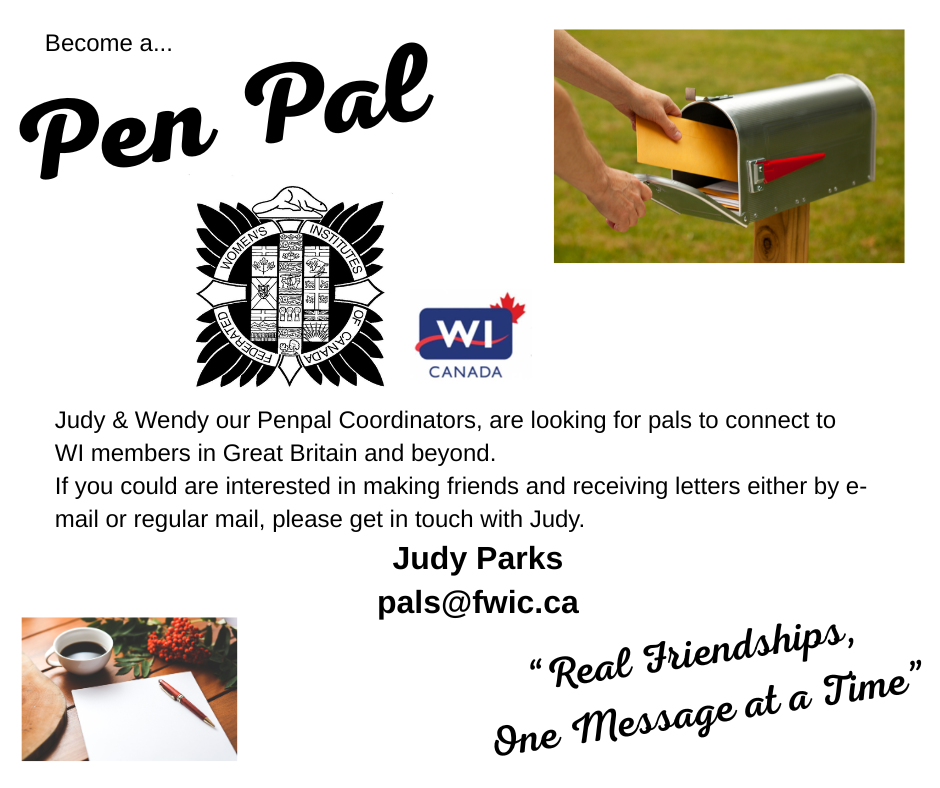 Become a...
Pen Pal
WOMEN'S INSTITUTES
FEDERATED OF CANADA
WI
CANADA
Judy & Wendy our Penpal Coordinators, are looking for pals to connect to
WI members in Great Britain and beyond.
If you could are interested in making friends and receiving letters either by e-
mail or regular mail, please get in touch with Judy.
Judy Parks
pals@fwic.ca
“Real Friendships,
One Message at a Time”